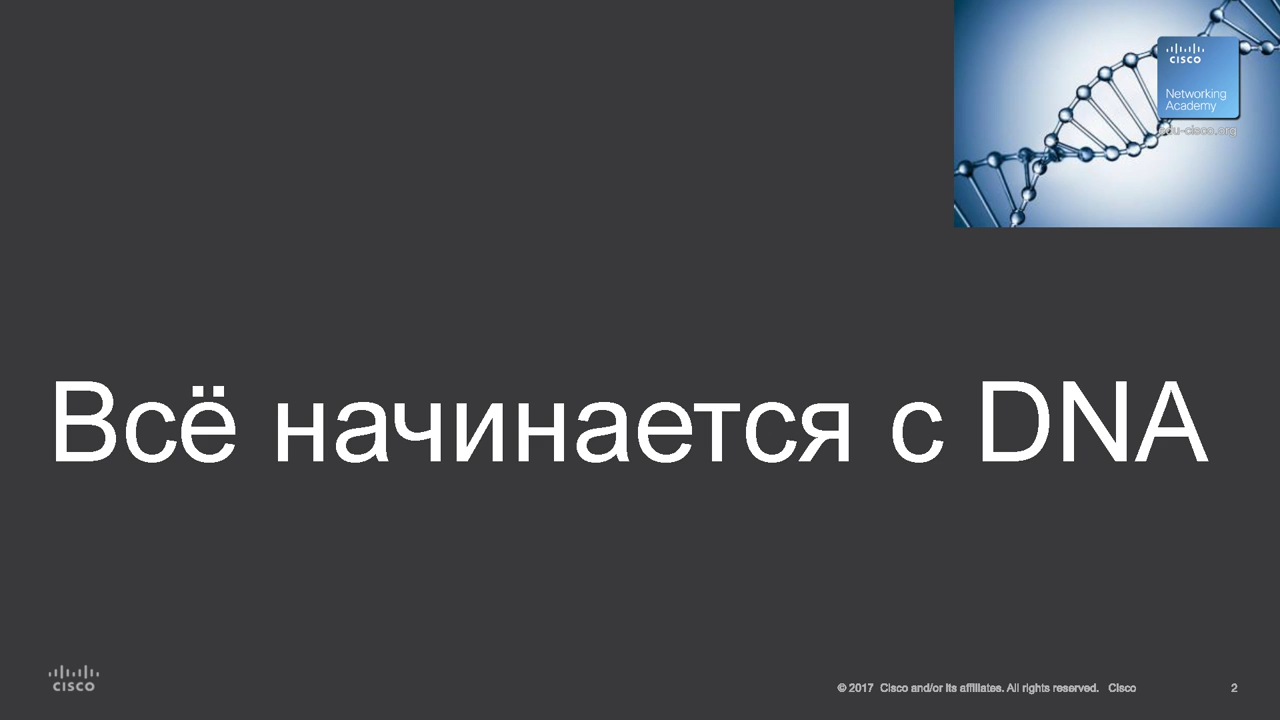 CISCO
Networking
Academy
edu-cisco.org
Всё начинается с DNA
CISCO
© 2017 Cisco and/or its affiliates. All rights reserved. Cisco 2